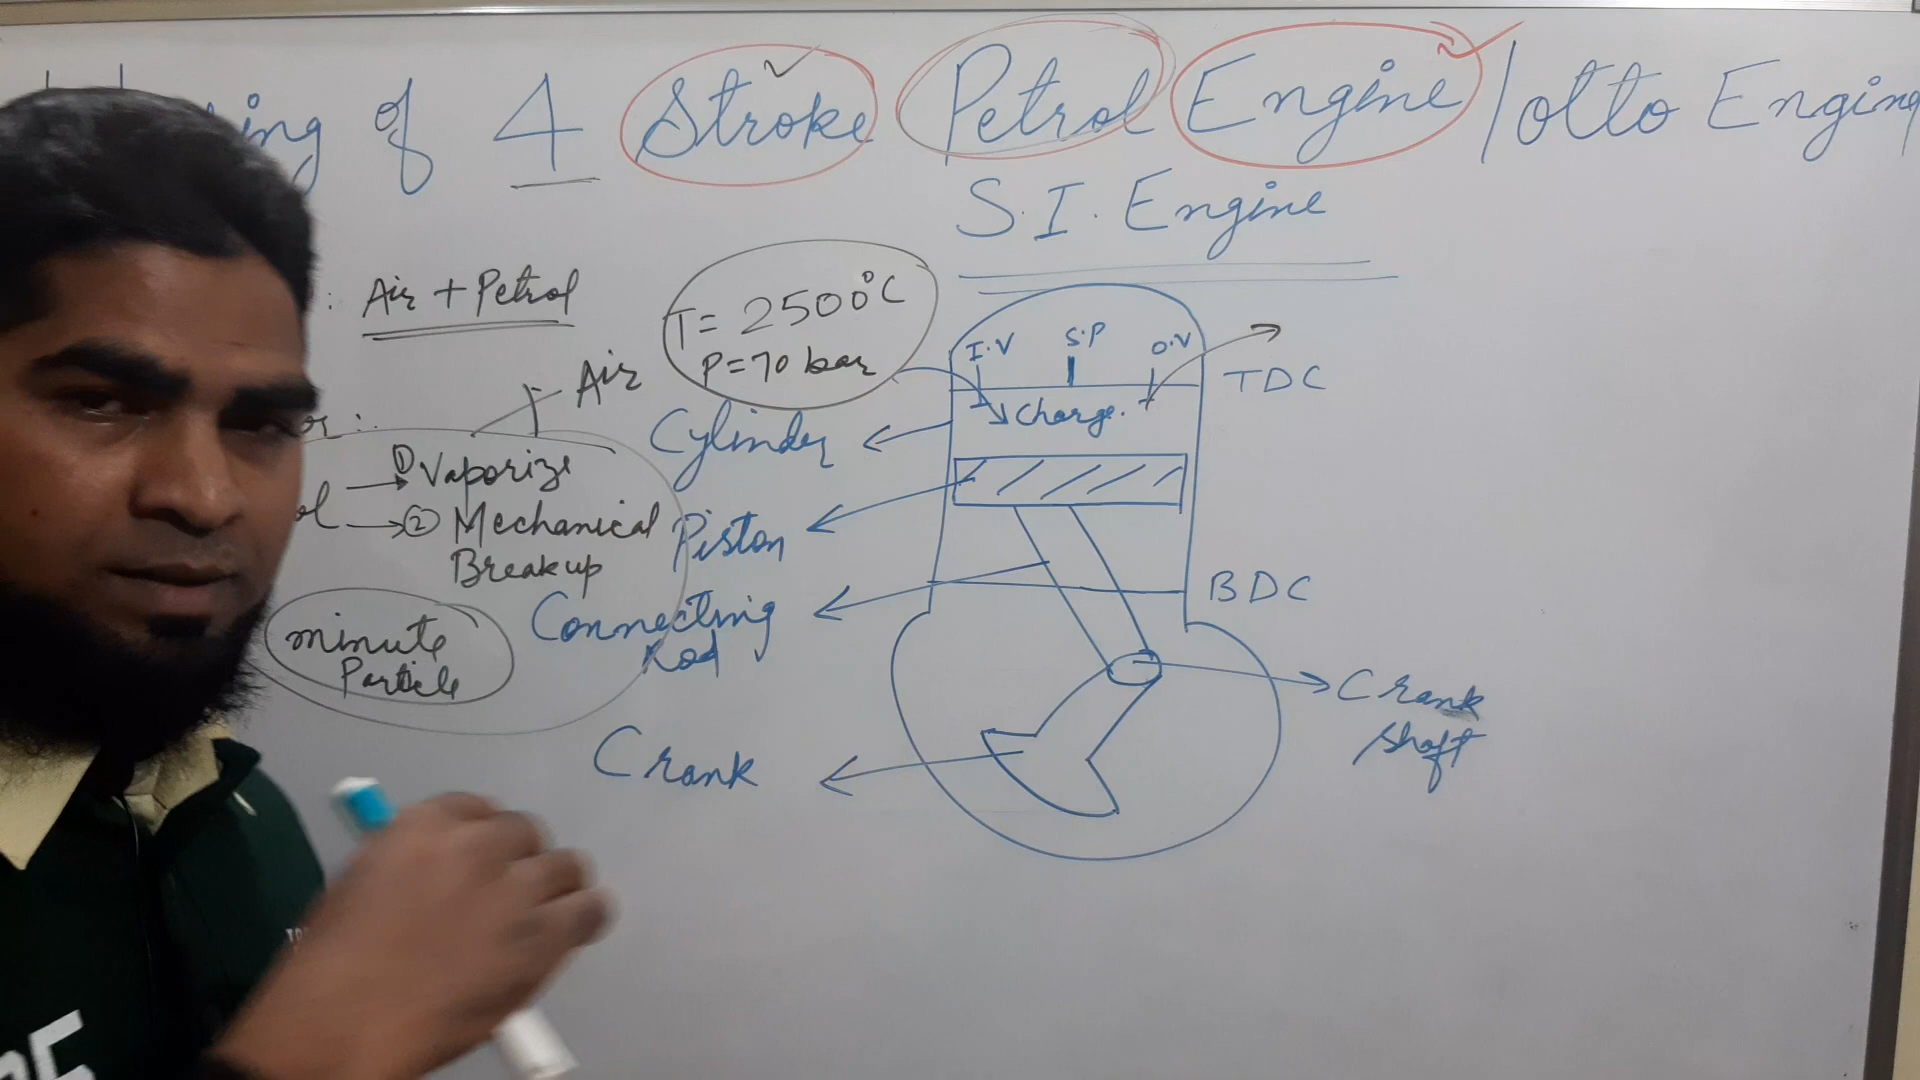 of 4 Stroke Petrol Engine / otto Engine
S.I. Engine
: Air + Petrol
T = 2500°C
P = 70 bar
Air
I.V S.P O.V
TDC
Charge.
Cylinder
① Vaporize
② Mechanical
Breakup
Piston
BDC
minute
Particle
Connecting
Rod
Crank
shaft
Crank